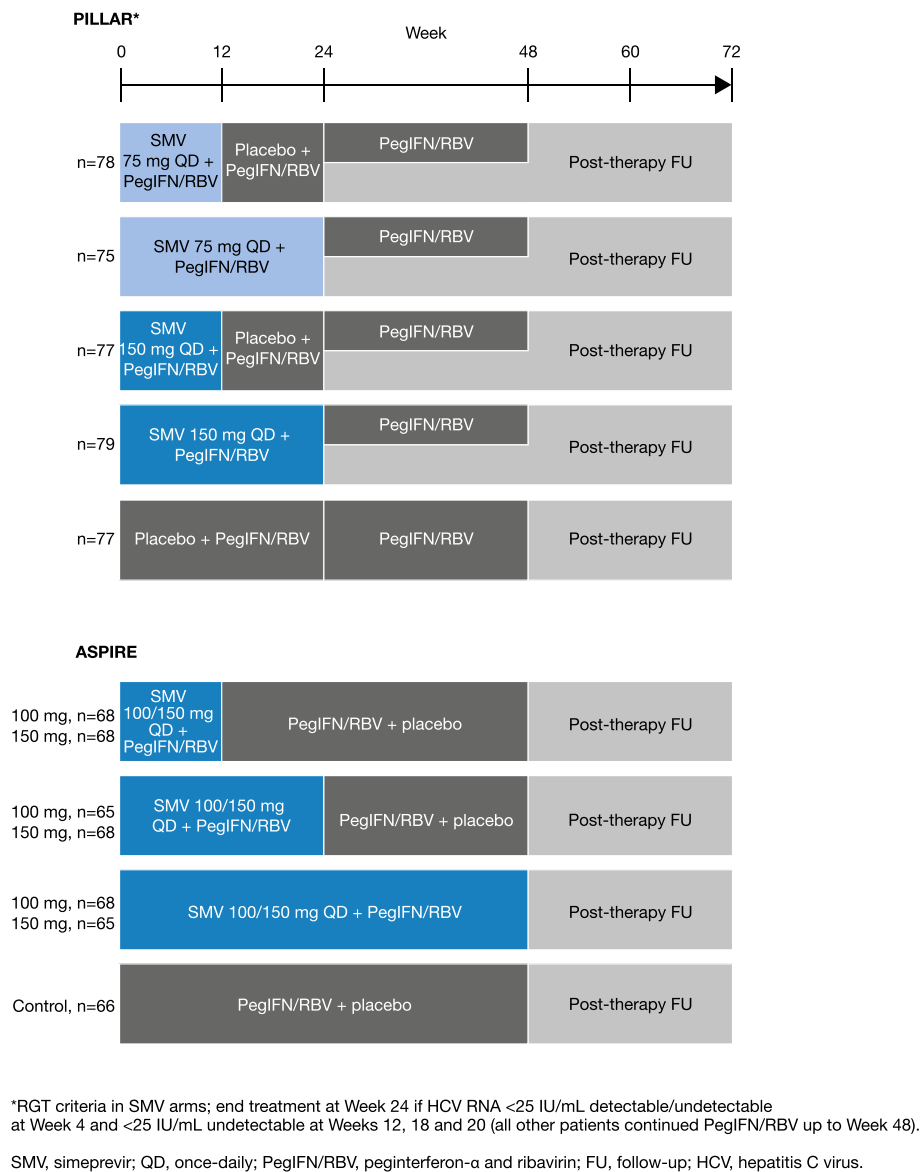 PILLAR*
Week
0 12 24 48 60 72
n=78
SMV
75 mg QD +
PegIFN/RBV
Placebo +
PegIFN/RBV
PegIFN/RBV
Post-therapy FU
n=75
SMV 75 mg QD +
PegIFN/RBV
PegIFN/RBV
Post-therapy FU
n=77
SMV
150 mg QD +
PegIFN/RBV
Placebo +
PegIFN/RBV
PegIFN/RBV
Post-therapy FU
n=79
SMV 150 mg QD +
PegIFN/RBV
PegIFN/RBV
Post-therapy FU
n=77
Placebo + PegIFN/RBV
PegIFN/RBV
Post-therapy FU
ASPIRE
100 mg, n=68
150 mg, n=68
SMV
100/150 mg
QD +
PegIFN/RBV
PegIFN/RBV + placebo
Post-therapy FU
100 mg, n=65
150 mg, n=68
SMV 100/150 mg
QD + PegIFN/RBV
PegIFN/RBV + placebo
Post-therapy FU
100 mg, n=68
150 mg, n=65
SMV 100/150 mg QD + PegIFN/RBV
Post-therapy FU
Control, n=66
PegIFN/RBV + placebo
Post-therapy FU
*RGT criteria in SMV arms; end treatment at Week 24 if HCV RNA <25 IU/mL detectable/undetectable
at Week 4 and <25 IU/mL undetectable at Weeks 12, 18 and 20 (all other patients continued PegIFN/RBV up to Week 48).
SMV, simeprevir; QD, once-daily; PegIFN/RBV, peginterferon-α and ribavirin; FU, follow-up; HCV, hepatitis C virus.